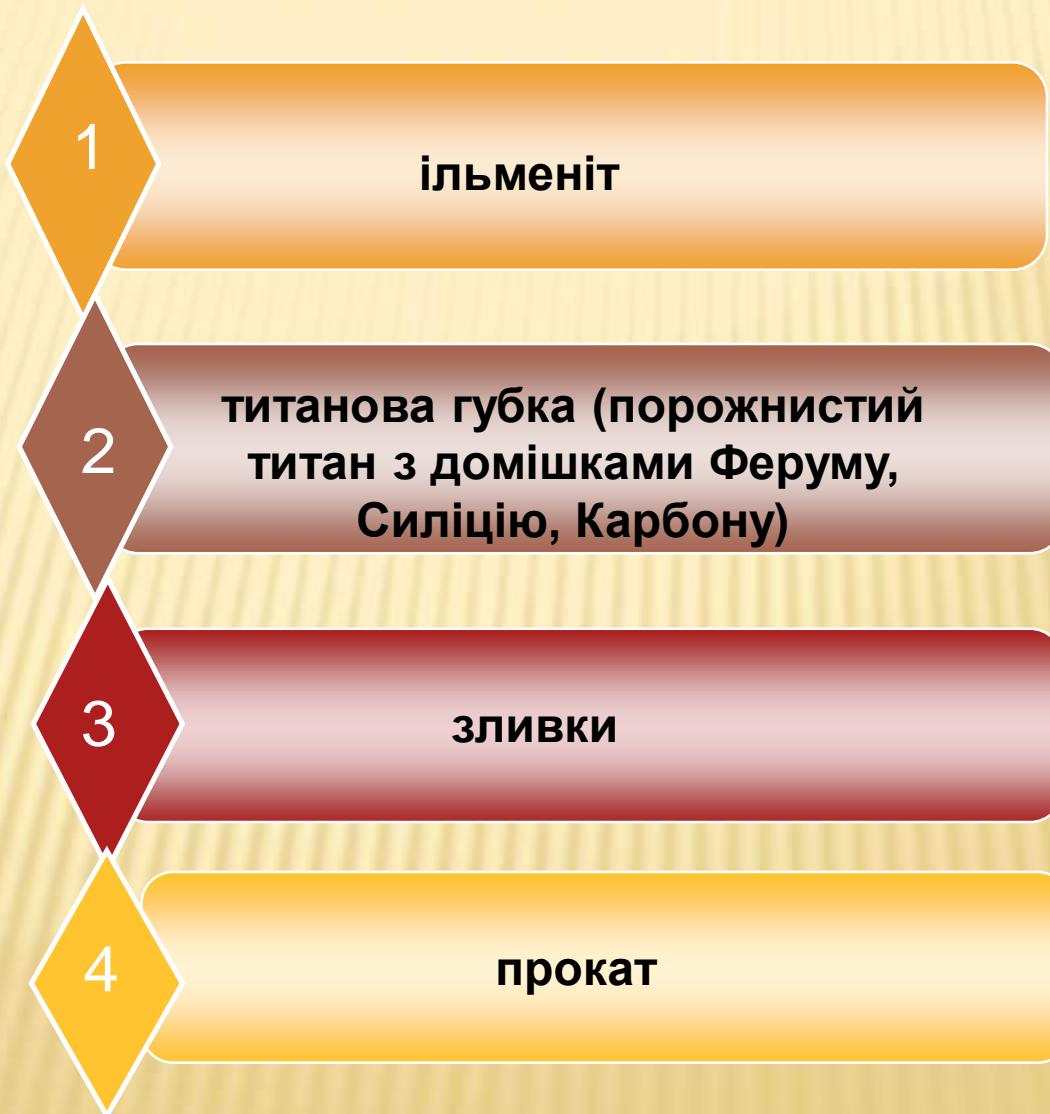 1
ільменіт
2
титанова губка (порожнистий
титан з домішками Феруму,
Силіцію, Карбону)
3
зливки
4
прокат